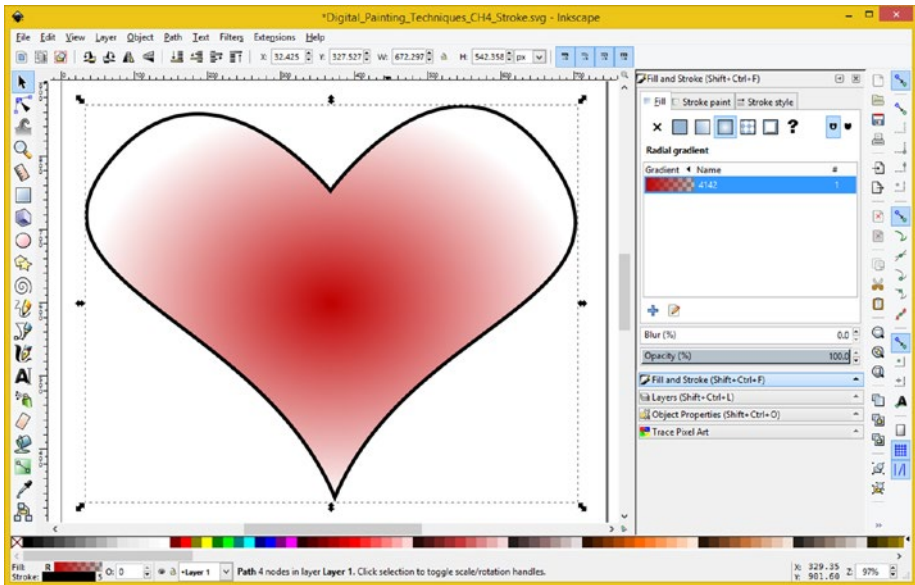 *Digital_Painting_Techniques_CH4_Stroke.svg - Inkscape
File Edit View Layer Object Path Text Filters Extensions Help
X: 32.425 Y: 327.527 W: 672.297 H: 542.358 px
Fill and Stroke (Shift+Ctrl+F)
Fill Stroke paint Stroke style
?
Radial gradient
Gradient Name #
4142 1
Blur (%) 0.0
Opacity (%) 100.0
Fill and Stroke (Shift+Ctrl+F)
Layers (Shift+Ctrl+L)
Object Properties (Shift+Ctrl+O)
Trace Pixel Art
Fill: R
Stroke: 5 O: 0 Layer 1 Path 4 nodes in layer Layer 1. Click selection to toggle scale/rotation handles. X: 329.35 Y: 901.60 Z: 97%